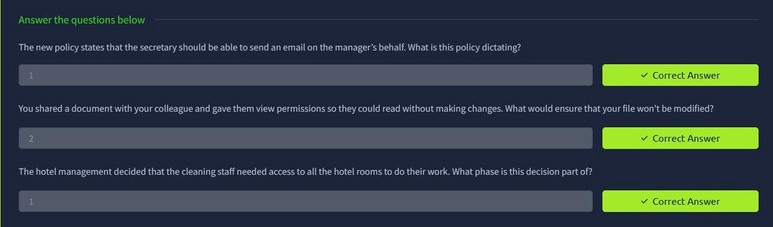 Answer the questions below
The new policy states that the secretary should be able to send an email on the manager's behalf. What is this policy dictating?
1
✓ Correct Answer
You shared a document with your colleague and gave them view permissions so they could read without making changes. What would ensure that your file won't be modified?
2
✓ Correct Answer
The hotel management decided that the cleaning staff needed access to all the hotel rooms to do their work. What phase is this decision part of?
1
✓ Correct Answer